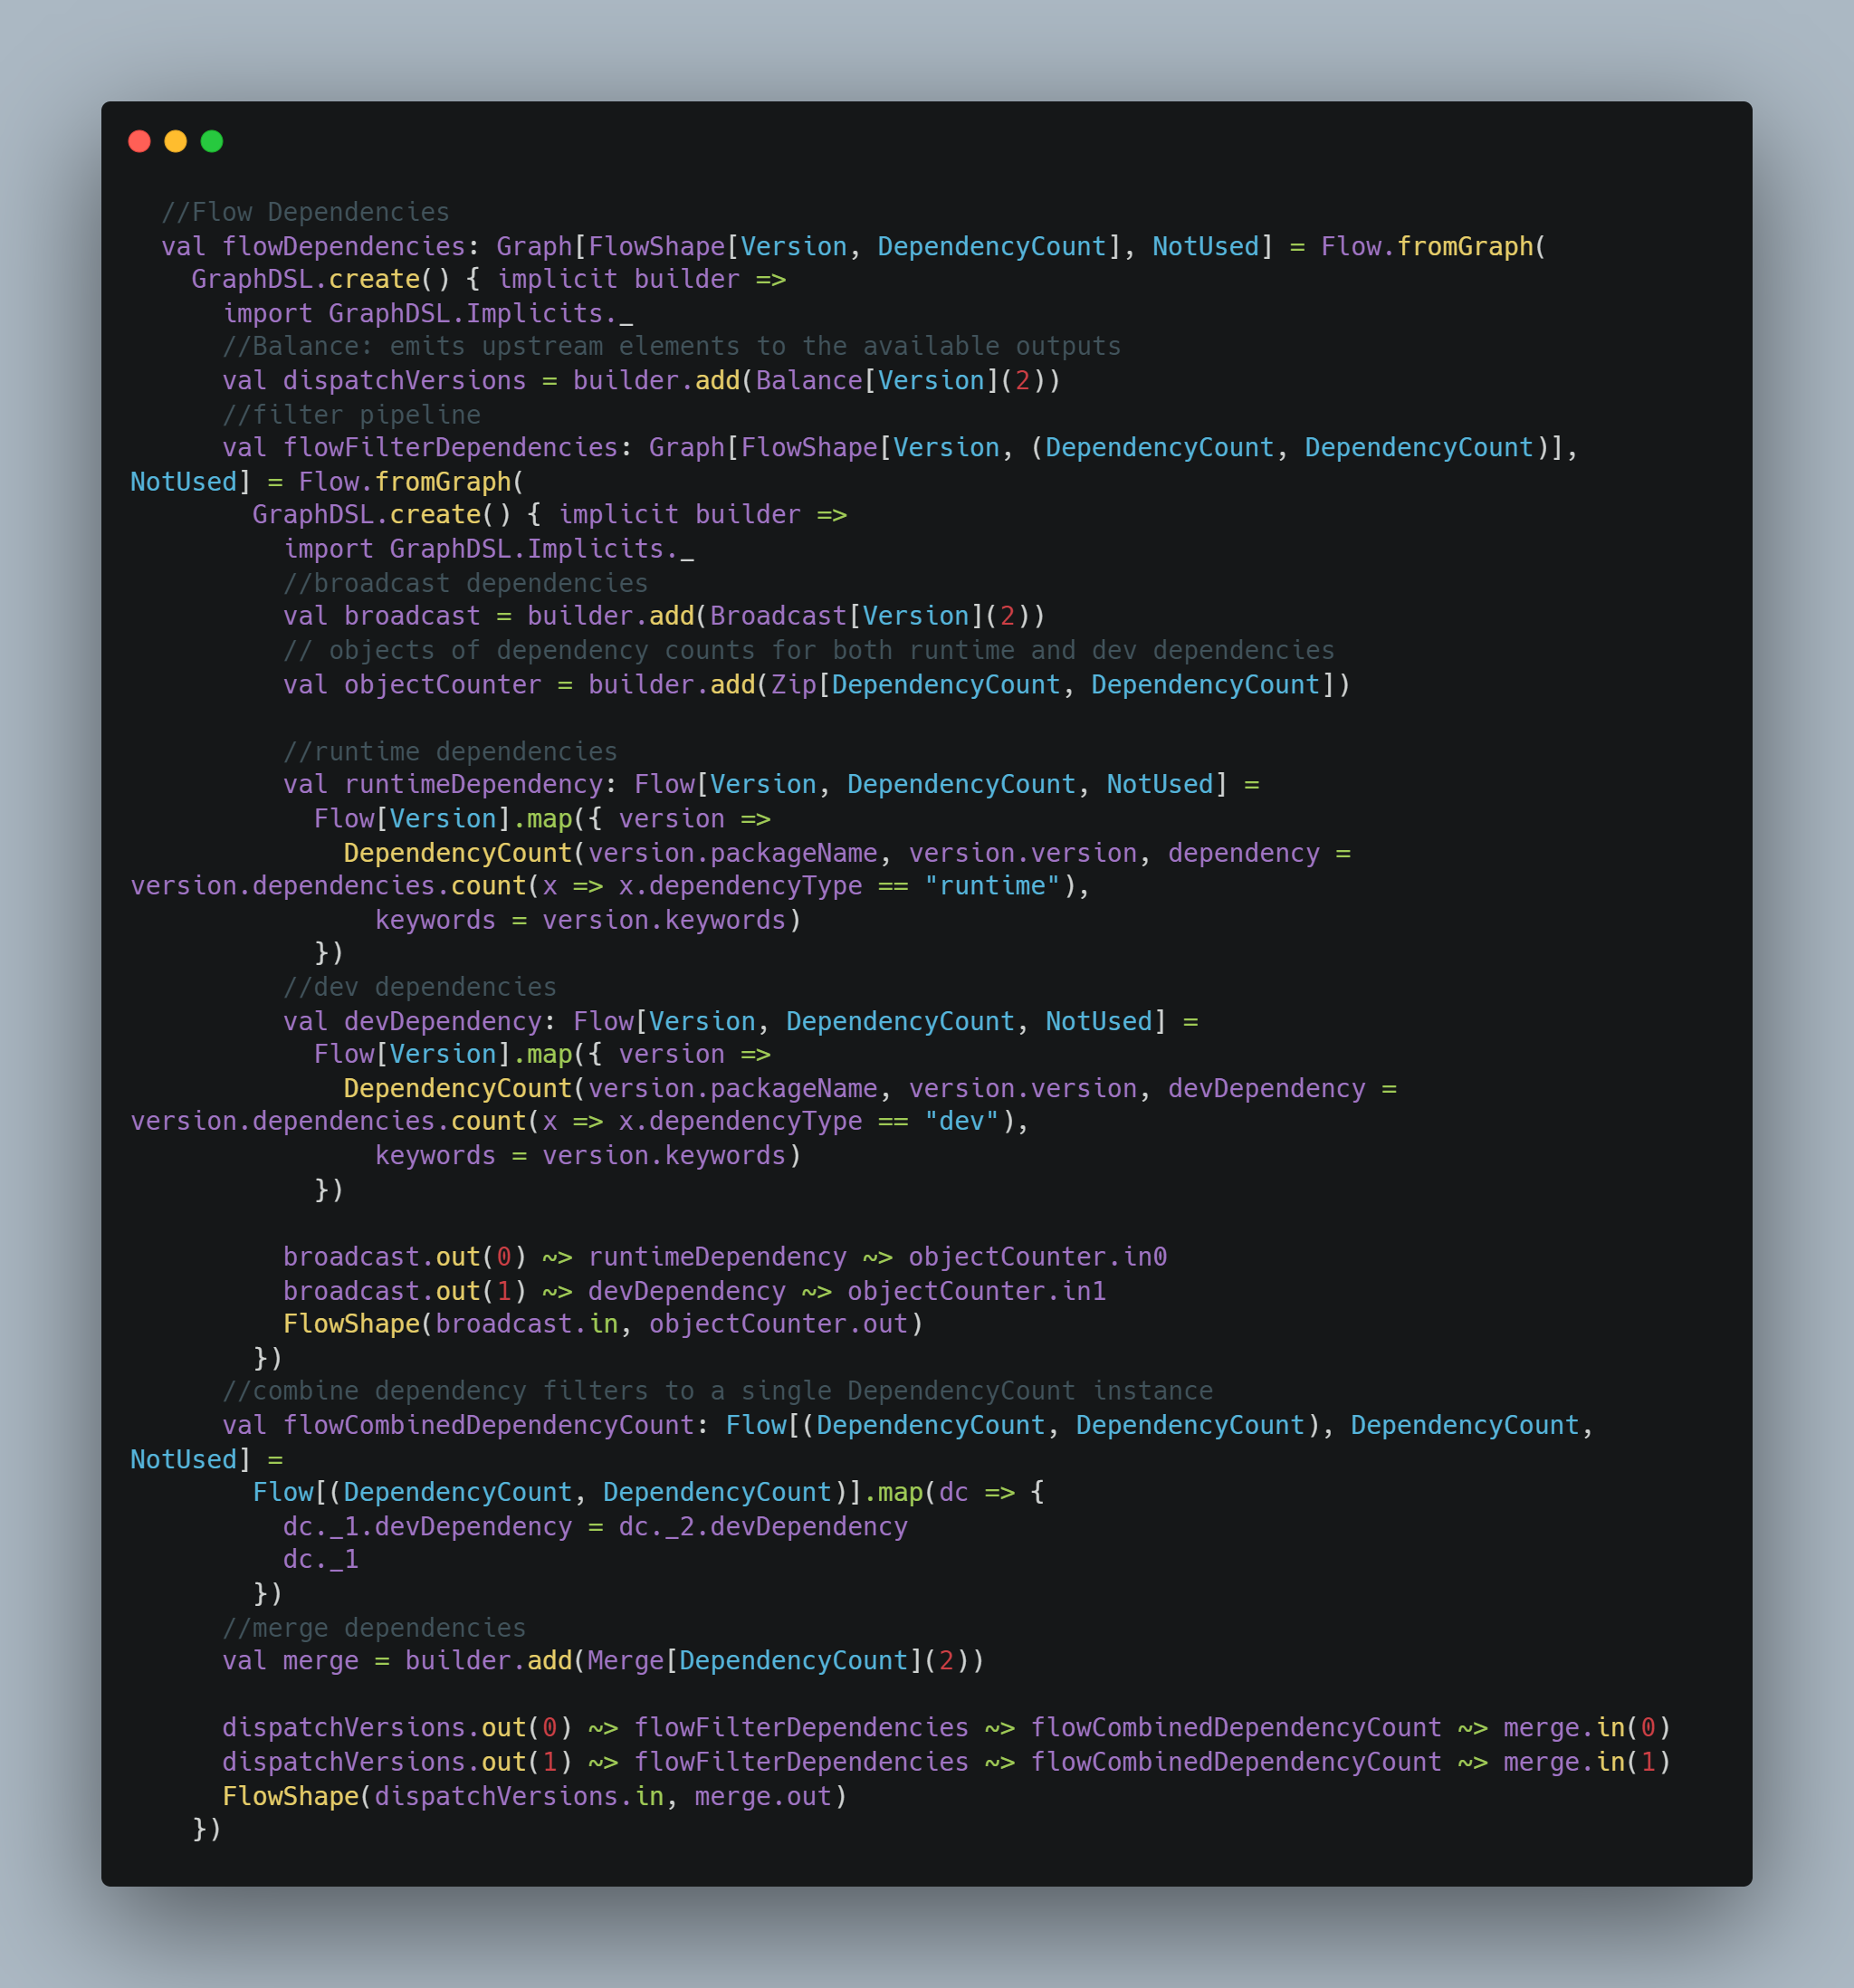 //Flow Dependencies
val flowDependencies: Graph[FlowShape[Version, DependencyCount], NotUsed] = Flow.fromGraph(
GraphDSL.create() { implicit builder =>
import GraphDSL.Implicits._
//Balance: emits upstream elements to the available outputs
val dispatchVersions = builder.add(Balance[Version](2))
//filter pipeline
val flowFilterDependencies: Graph[FlowShape[Version, (DependencyCount, DependencyCount)],
NotUsed] = Flow.fromGraph(
GraphDSL.create() { implicit builder =>
import GraphDSL.Implicits._
//broadcast dependencies
val broadcast = builder.add(Broadcast[Version](2))
// objects of dependency counts for both runtime and dev dependencies
val objectCounter = builder.add(Zip[DependencyCount, DependencyCount])
//runtime dependencies
val runtimeDependency: Flow[Version, DependencyCount, NotUsed] =
Flow[Version].map({ version =>
DependencyCount(version.packageName, version.version, dependency =
version.dependencies.count(x => x.dependencyType == "runtime"),
keywords = version.keywords)
})
//dev dependencies
val devDependency: Flow[Version, DependencyCount, NotUsed] =
Flow[Version].map({ version =>
DependencyCount(version.packageName, version.version, devDependency =
version.dependencies.count(x => x.dependencyType == "dev"),
keywords = version.keywords)
})
broadcast.out(0) ~> runtimeDependency ~> objectCounter.in0
broadcast.out(1) ~> devDependency ~> objectCounter.in1
FlowShape(broadcast.in, objectCounter.out)
})
//combine dependency filters to a single DependencyCount instance
val flowCombinedDependencyCount: Flow[(DependencyCount, DependencyCount), DependencyCount,
NotUsed] =
Flow[(DependencyCount, DependencyCount)].map(dc => {
dc._1.devDependency = dc._2.devDependency
dc._1
})
//merge dependencies
val merge = builder.add(Merge[DependencyCount](2))
dispatchVersions.out(0) ~> flowFilterDependencies ~> flowCombinedDependencyCount ~> merge.in(0)
dispatchVersions.out(1) ~> flowFilterDependencies ~> flowCombinedDependencyCount ~> merge.in(1)
FlowShape(dispatchVersions.in, merge.out)
})